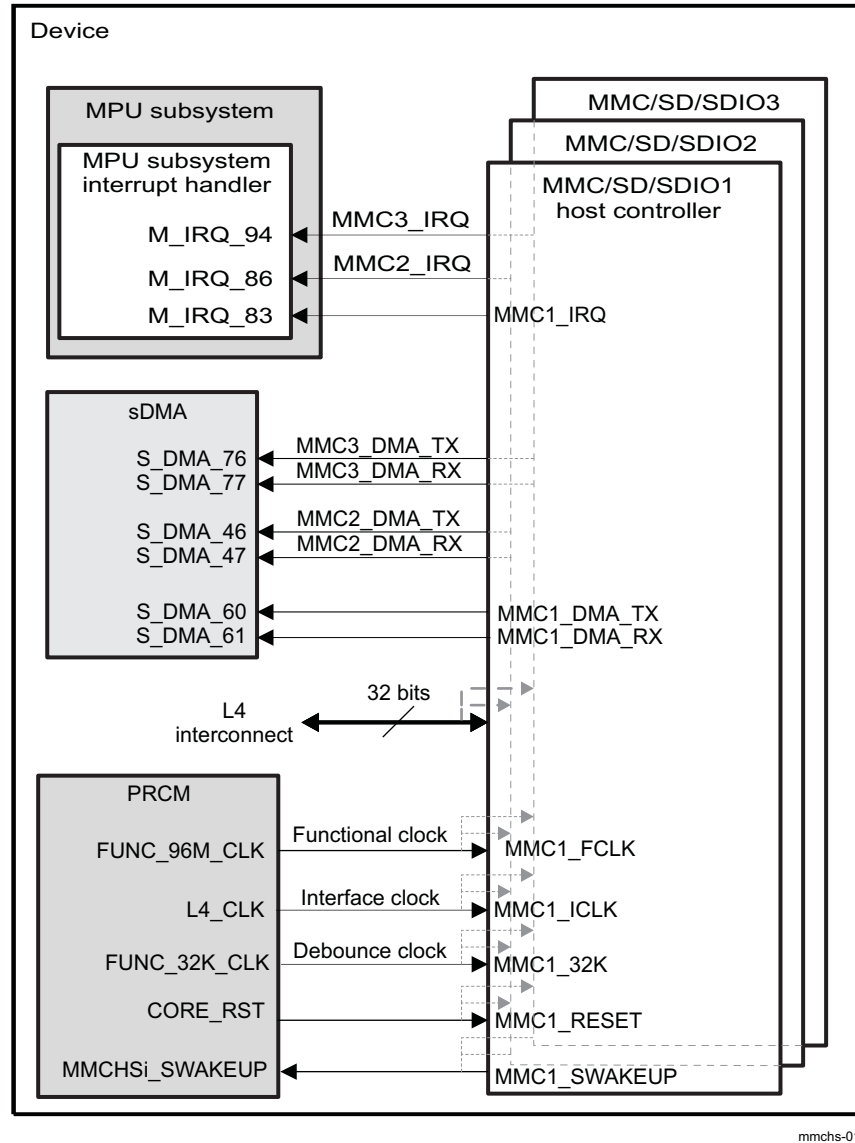 Device
MMC/SD/SDIO3
MMC/SD/SDIO2
MMC/SD/SDIO1
host controller
MPU subsystem
MPU subsystem
interrupt handler
M_IRQ_94
MMC3_IRQ
M_IRQ_86
MMC2_IRQ
M_IRQ_83
MMC1_IRQ
sDMA
S_DMA_76
MMC3_DMA_TX
S_DMA_77
MMC3_DMA_RX
S_DMA_46
MMC2_DMA_TX
S_DMA_47
MMC2_DMA_RX
S_DMA_60
MMC1_DMA_TX
S_DMA_61
MMC1_DMA_RX
32 bits
L4
interconnect
PRCM
FUNC_96M_CLK
Functional clock
MMC1_FCLK
L4_CLK
Interface clock
MMC1_ICLK
FUNC_32K_CLK
Debounce clock
MMC1_32K
CORE_RST
MMC1_RESET
MMCHSi_SWAKEUP
MMC1_SWAKEUP